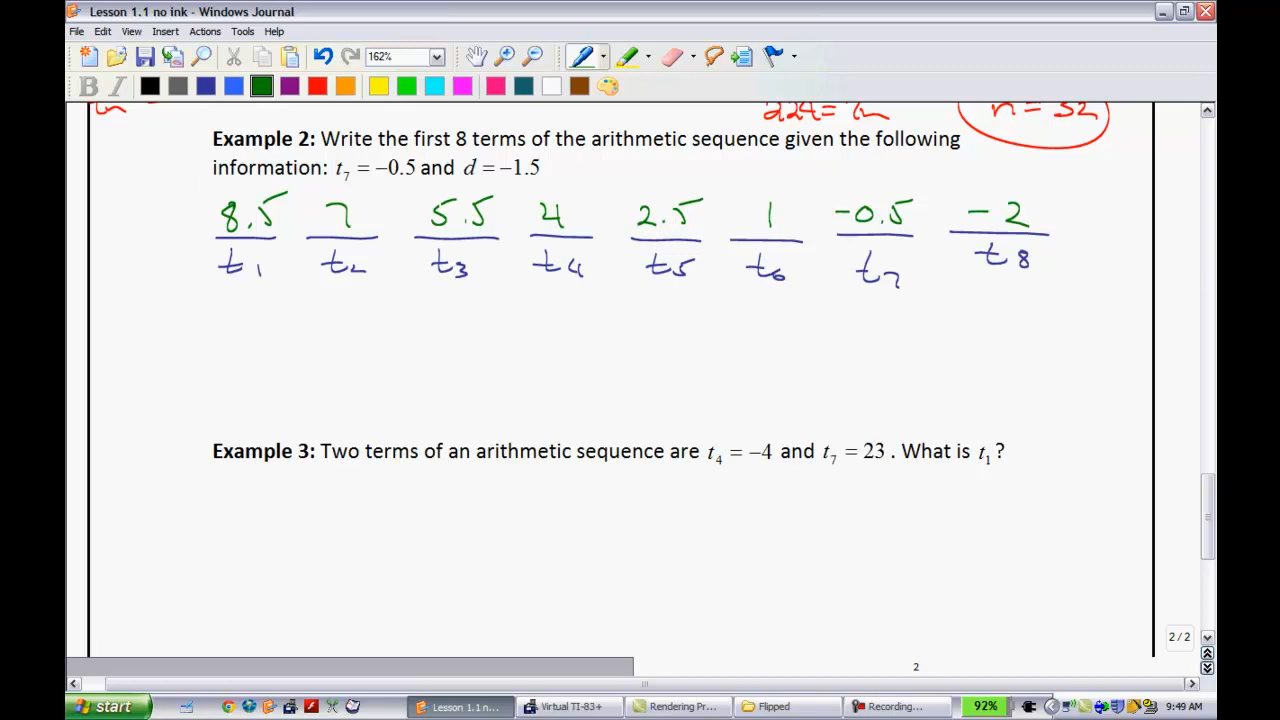 Lesson 1.1 no ink - Windows Journal
File Edit View Insert Actions Tools Help
162%
B I
224 = 7n n = 32
Example 2: Write the first 8 terms of the arithmetic sequence given the following
information: t7 = −0.5 and d = −1.5
8.5 7 5.5 4 2.5 1 -0.5 -2
t1 t2 t3 t4 t5 t6 t7 t8
Example 3: Two terms of an arithmetic sequence are t4 = −4 and t7 = 23 . What is t1 ?
2 / 2
2
start Lesson 1.1 n... Virtual TI-83+ Rendering Pr... Flipped Recording... 92% 9:49 AM